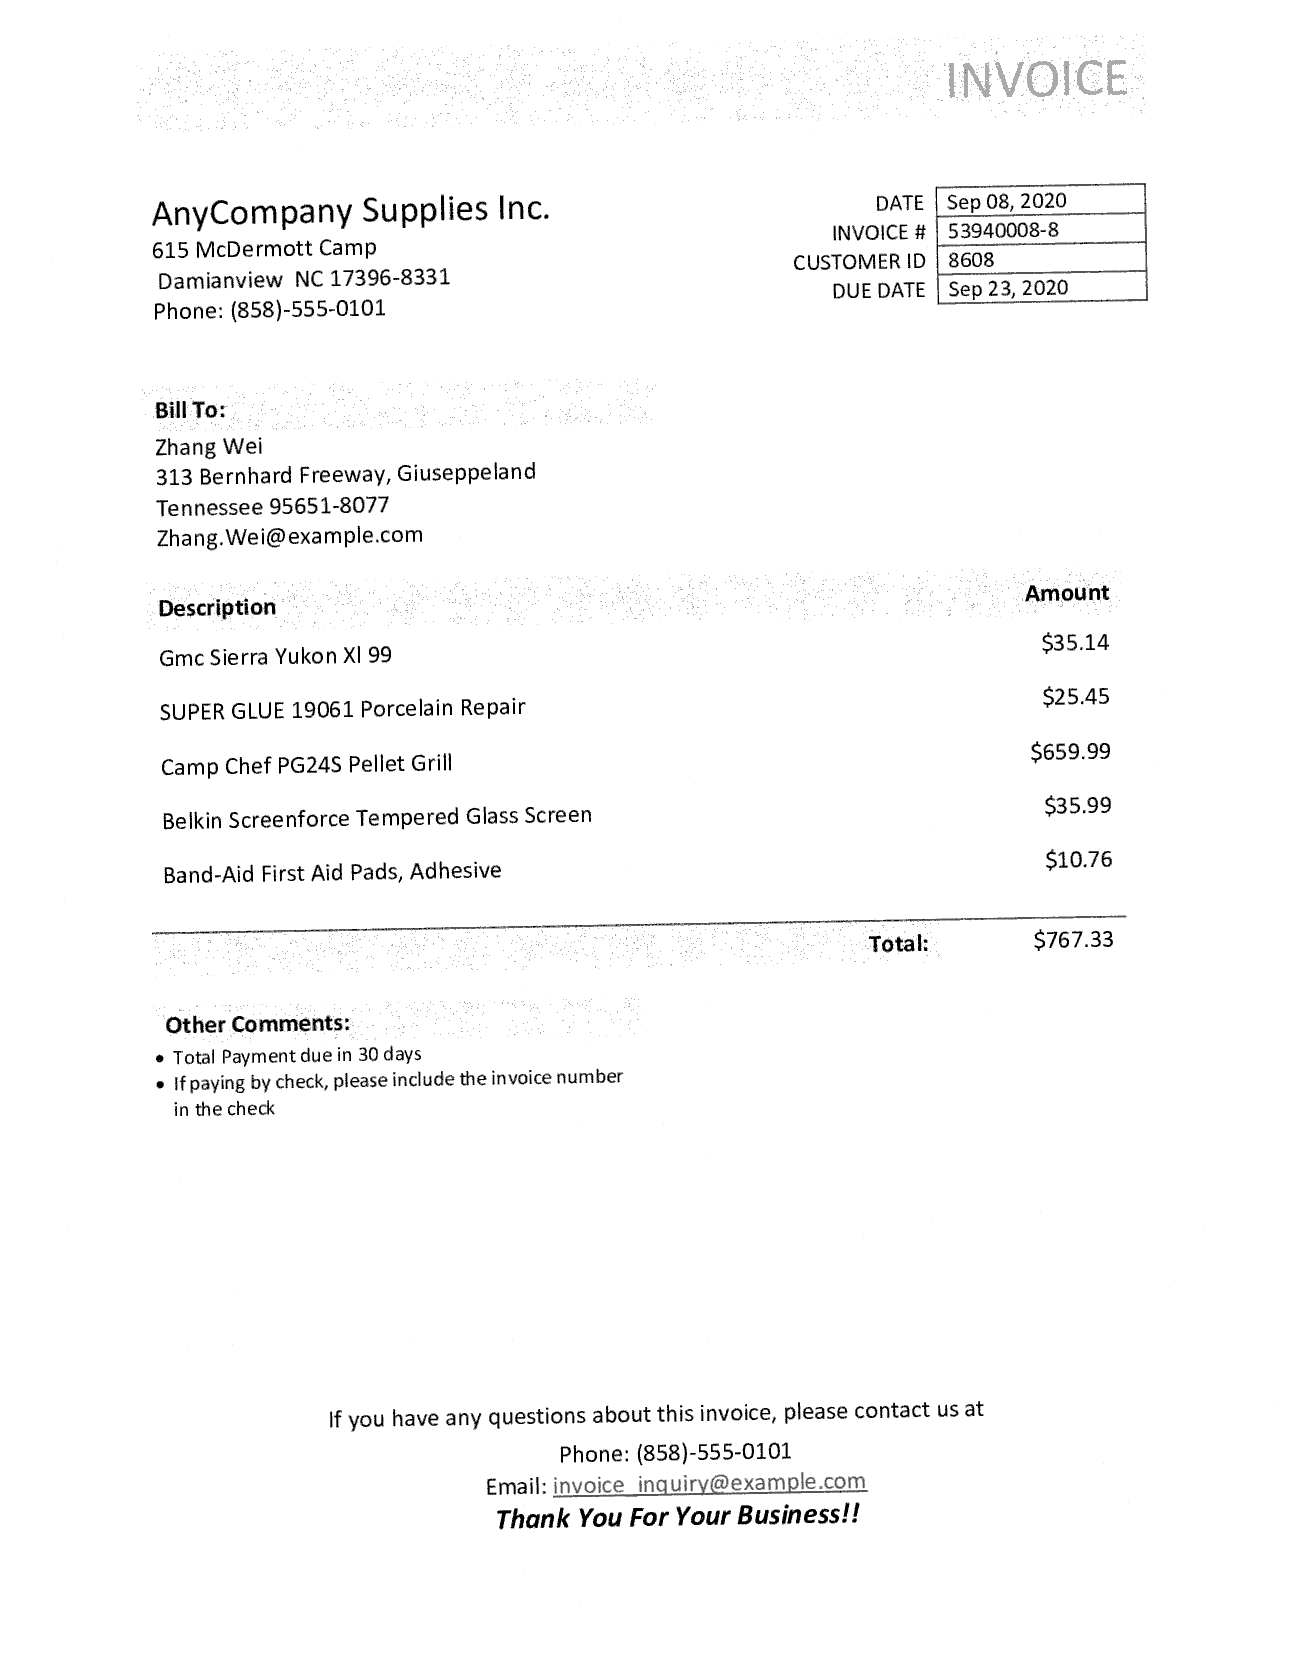 INVOICE
AnyCompany Supplies Inc.
615 McDermott Camp
Damianview NC 17396-8331
Phone: (858)-555-0101
DATE Sep 08, 2020
INVOICE # 53940008-8
CUSTOMER ID 8608
DUE DATE Sep 23, 2020
Bill To:
Zhang Wei
313 Bernhard Freeway, Giuseppeland
Tennessee 95651-8077
Zhang.Wei@example.com
Description Amount
Gmc Sierra Yukon Xl 99 $35.14
SUPER GLUE 19061 Porcelain Repair $25.45
Camp Chef PG24S Pellet Grill $659.99
Belkin Screenforce Tempered Glass Screen $35.99
Band-Aid First Aid Pads, Adhesive $10.76
Total: $767.33
Other Comments:
• Total Payment due in 30 days
• If paying by check, please include the invoice number
in the check
If you have any questions about this invoice, please contact us at
Phone: (858)-555-0101
Email: invoice_inquiry@example.com
Thank You For Your Business!!